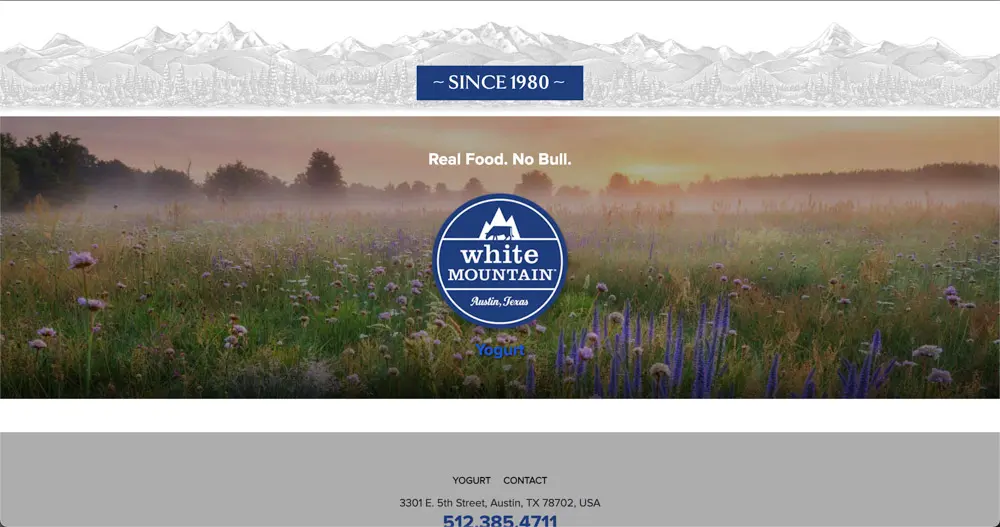 ~ SINCE 1980 ~
Real Food. No Bull.
white
MOUNTAIN
Austin, Texas
Yogurt
YOGURT CONTACT
3301 E. 5th Street, Austin, TX 78702, USA
512.385.4711